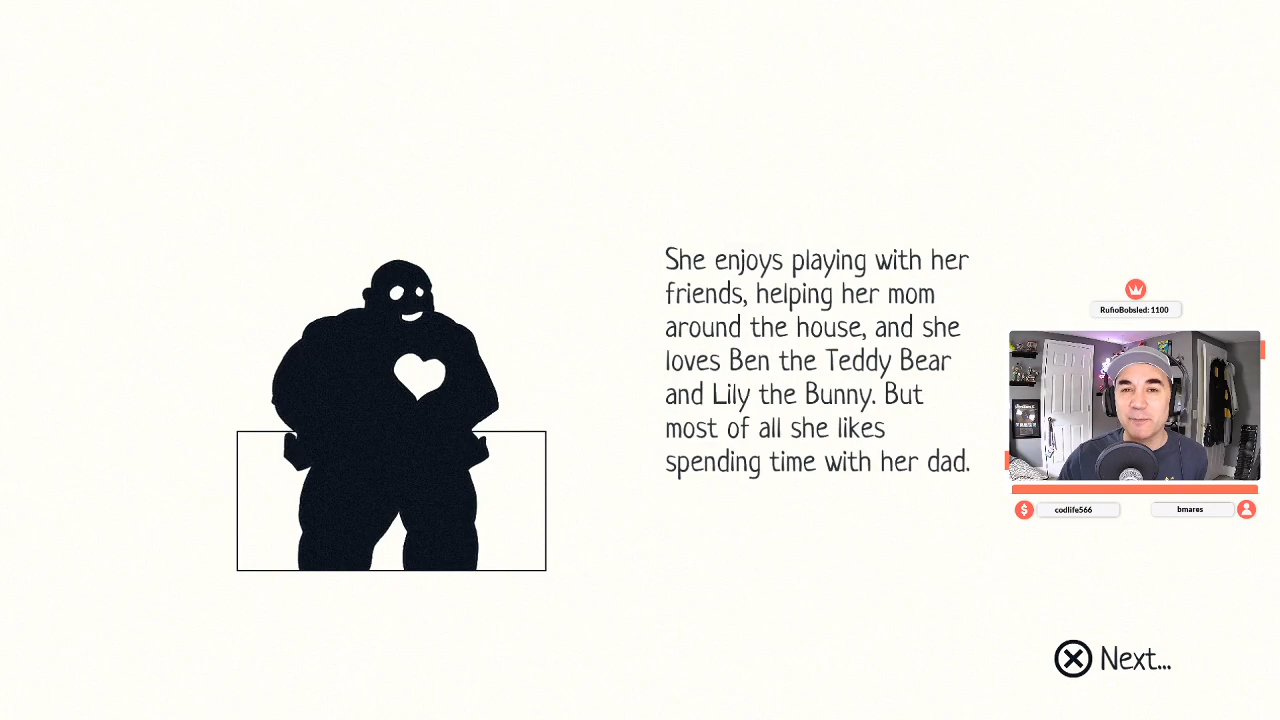 She enjoys playing with her
friends, helping her mom
around the house, and she
loves Ben the Teddy Bear
and Lily the Bunny. But
most of all she likes
spending time with her dad.
RufioBobsled: 1100
codlife566
bmares
Next...